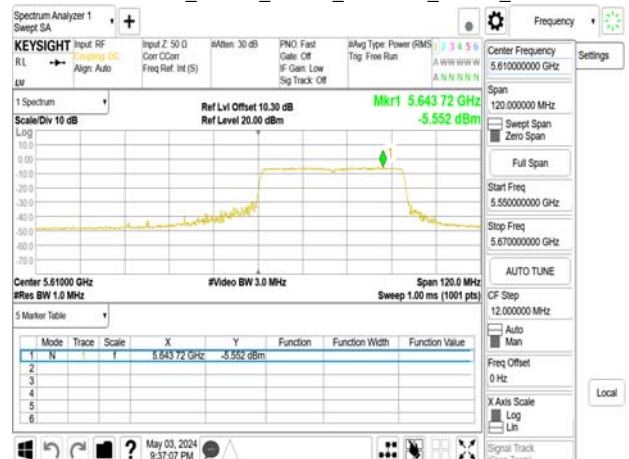 Spectrum Analyzer 1
Swept SA
+
Frequency
KEYSIGHT
Input: RF
Coupling: DC
Align: Auto
Input Z: 50 Ω
Corr CCorr
Freq Ref: Int (S)
#Atten: 30 dB
PNO: Fast
Gate: Off
IF Gain: Low
Sig Track: Off
#Avg Type: Power (RMS
Trig: Free Run
1 2 3 4 5 6
A W W W W W
A N N N N N
RL
LXI
1 Spectrum
Scale/Div 10 dB
Ref Lvl Offset 10.30 dB
Ref Level 20.00 dBm
Mkr1 5.643 72 GHz
-5.552 dBm
Log
10.0
0.00
-10.0
-20.0
-30.0
-40.0
-50.0
-60.0
-70.0
1
Center 5.61000 GHz
#Res BW 1.0 MHz
#Video BW 3.0 MHz
Span 120.0 MHz
Sweep 1.00 ms (1001 pts)
5 Marker Table
Mode Trace Scale X Y Function Function Width Function Value
1 N 1 f 5.643 72 GHz -5.552 dBm
2
3
4
5
6
May 03, 2024
9:37:07 PM
Center Frequency
5.610000000 GHz
Settings
Span
120.000000 MHz
Swept Span
Zero Span
Full Span
Start Freq
5.550000000 GHz
Stop Freq
5.670000000 GHz
AUTO TUNE
CF Step
12.000000 MHz
Auto
Man
Freq Offset
0 Hz
X Axis Scale
Log
Lin
Local
Signal Track